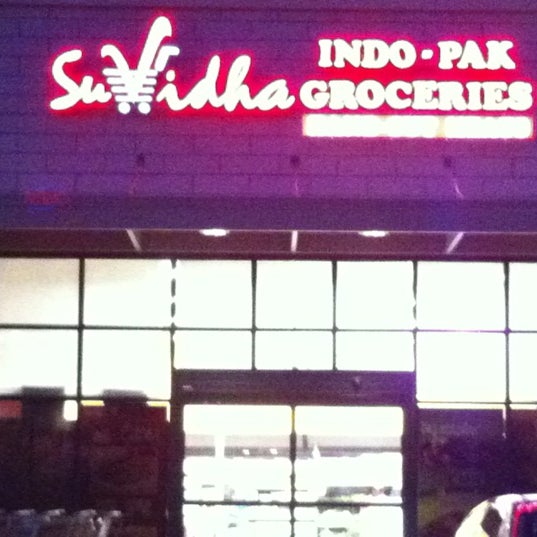 SuVidha
INDO-PAK
GROCERIES